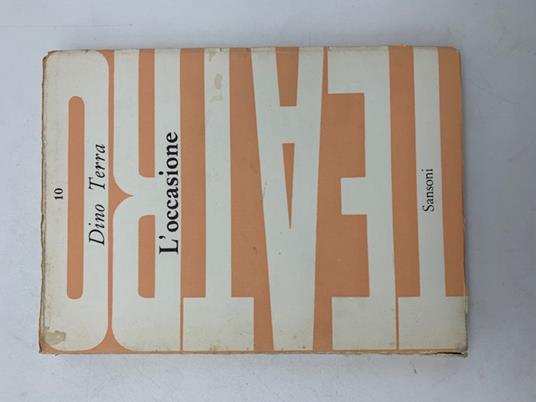 10
Dino Terra
L'occasione
TEATRO
Sansoni